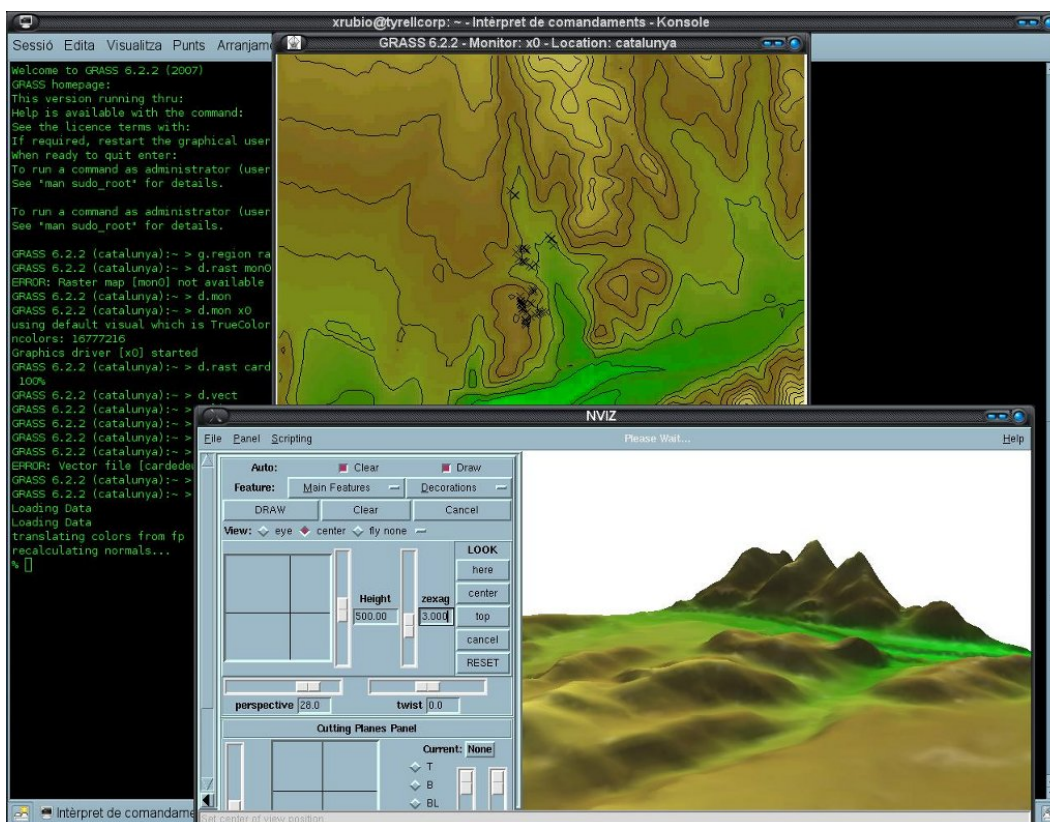 xrubio@tyrellcorp: ~ - Intèrpret de comandaments - Konsole
Sessió Edita Visualitza Punts Arranjam
GRASS 6.2.2 - Monitor: x0 - Location: catalunya
Welcome to GRASS 6.2.2 (2007)
GRASS homepage:
This version running thru:
Help is available with the command:
See the licence terms with:
If required, restart the graphical user
When ready to quit enter:
To run a command as administrator (user
See "man sudo_root" for details.
To run a command as administrator (user
See "man sudo_root" for details.
GRASS 6.2.2 (catalunya):~ > g.region ra
GRASS 6.2.2 (catalunya):~ > d.rast mon0
ERROR: Raster map [mon0] not available
GRASS 6.2.2 (catalunya):~ > d.mon
GRASS 6.2.2 (catalunya):~ > d.mon x0
using default visual which is TrueColor
ncolors: 16777216
Graphics driver [x0] started
GRASS 6.2.2 (catalunya):~ > d.rast card
100%
GRASS 6.2.2 (catalunya):~ > d.vect
GRASS 6.2.2 (catalunya):~ >
GRASS 6.2.2 (catalunya):~ >
GRASS 6.2.2 (catalunya):~ >
GRASS 6.2.2 (catalunya):~ >
ERROR: Vector file [cardedeu
GRASS 6.2.2 (catalunya):~ >
GRASS 6.2.2 (catalunya):~ >
Loading Data
Loading Data
translating colors from fp
recalculating normals...
%
NVIZ
File Panel Scripting Please Wait... Help
Auto: Clear Draw
Feature: Main Features Decorations
DRAW Clear Cancel
View: eye center fly none
LOOK
here
Height zexag center
500.00 3.000 top
cancel
RESET
perspective 28.0 twist 0.0
Cutting Planes Panel
Current: None
T
B
BL
Set center of view position
Intèrpret de comandame